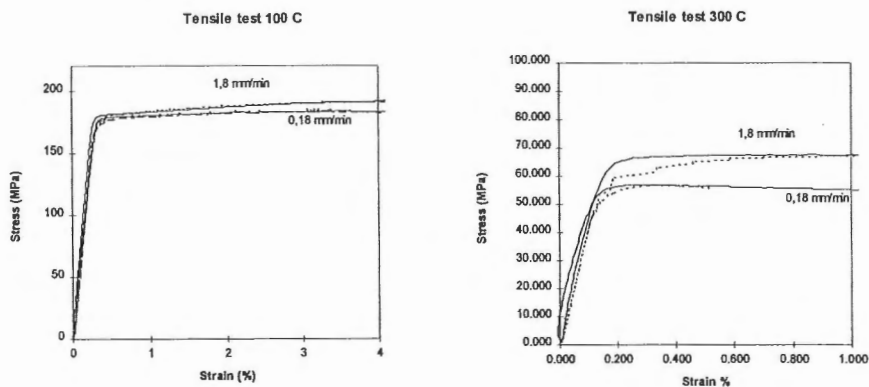 Tensile test 100 C
200
150
100
50
0
0
1
2
3
4
1,8 mm/min
0,18 mm/min
Stress (MPa)
Strain (%)
Tensile test 300 C
100.000
90.000
80.000
70.000
60.000
50.000
40.000
30.000
20.000
10.000
0.000
0.000
0.200
0.400
0.600
0.800
1.000
1,8 mm/min
0,18 mm/min
Stress (MPa)
Strain %